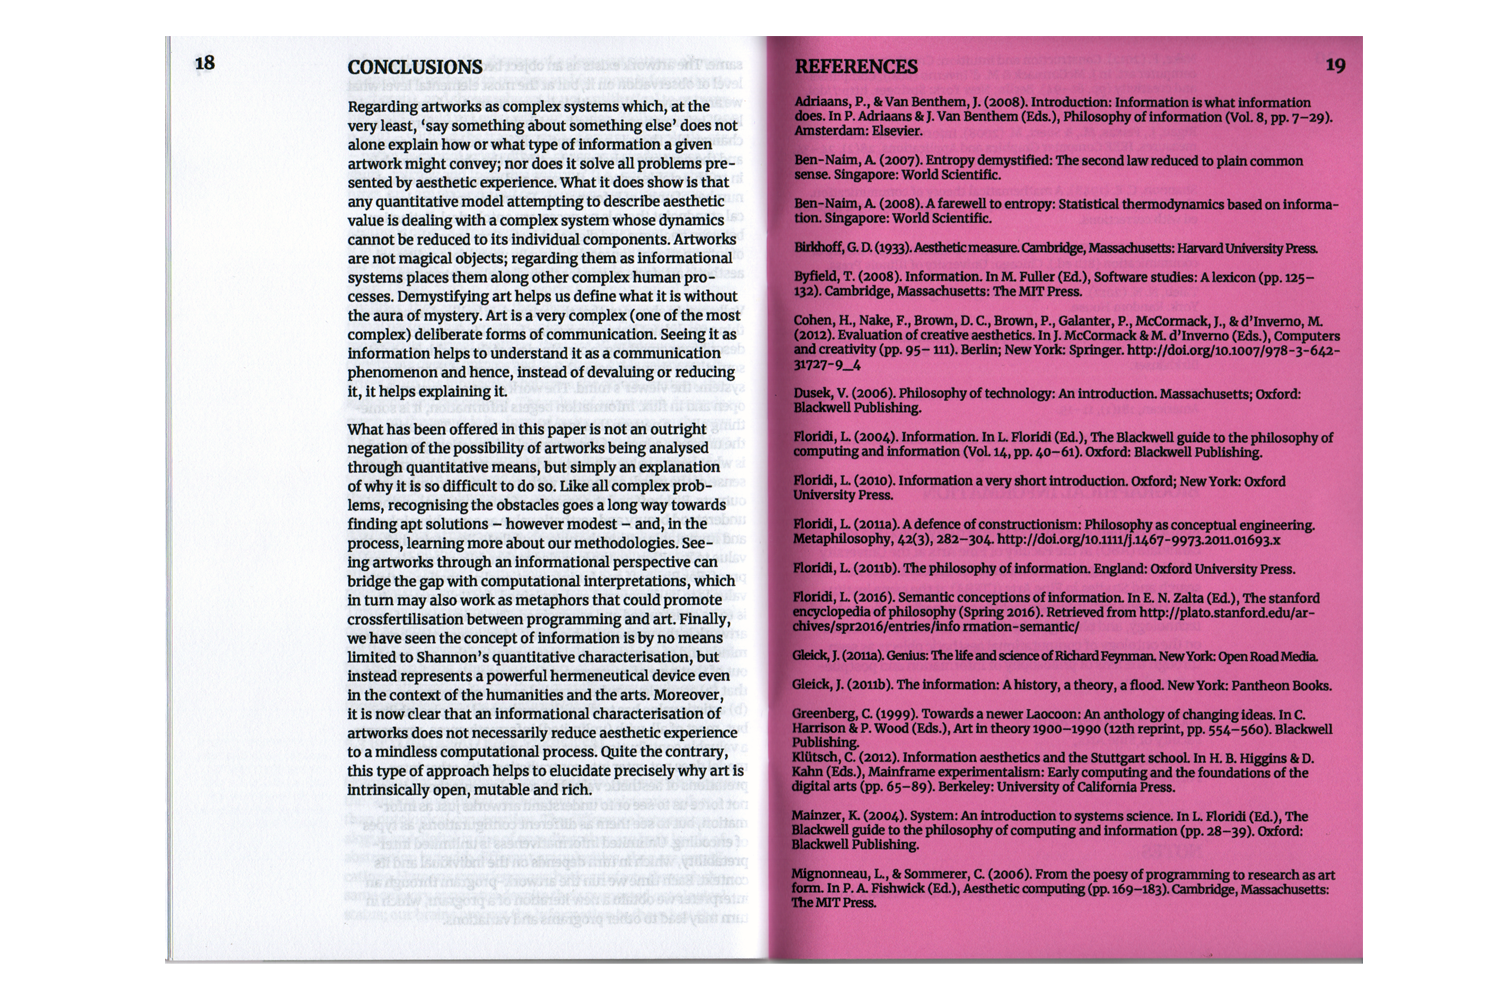 18
CONCLUSIONS
Regarding artworks as complex systems which, at the
very least, ‘say something about something else’ does not
alone explain how or what type of information a given
artwork might convey; nor does it solve all problems pre-
sented by aesthetic experience. What it does show is that
any quantitative model attempting to describe aesthetic
value is dealing with a complex system whose dynamics
cannot be reduced to its individual components. Artworks
are not magical objects; regarding them as informational
systems places them along other complex human pro-
cesses. Demystifying art helps us define what it is without
the aura of mystery. Art is a very complex (one of the most
complex) deliberate forms of communication. Seeing it as
information helps to understand it as a communication
phenomenon and hence, instead of devaluing or reducing
it, it helps explaining it.
What has been offered in this paper is not an outright
negation of the possibility of artworks being analysed
through quantitative means, but simply an explanation
of why it is so difficult to do so. Like all complex prob-
lems, recognising the obstacles goes a long way towards
finding apt solutions – however modest – and, in the
process, learning more about our methodologies. See-
ing artworks through an informational perspective can
bridge the gap with computational interpretations, which
in turn may also work as metaphors that could promote
crossfertilisation between programming and art. Finally,
we have seen the concept of information is by no means
limited to Shannon’s quantitative characterisation, but
instead represents a powerful hermeneutical device even
in the context of the humanities and the arts. Moreover,
it is now clear that an informational characterisation of
artworks does not necessarily reduce aesthetic experience
to a mindless computational process. Quite the contrary,
this type of approach helps to elucidate precisely why art is
intrinsically open, mutable and rich.
REFERENCES
19
Adriaans, P., & Van Benthem, J. (2008). Introduction: Information is what information
does. In P. Adriaans & J. Van Benthem (Eds.), Philosophy of information (Vol. 8, pp. 7–29).
Amsterdam: Elsevier.
Ben-Naim, A. (2007). Entropy demystified: The second law reduced to plain common
sense. Singapore: World Scientific.
Ben-Naim, A. (2008). A farewell to entropy: Statistical thermodynamics based on informa-
tion. Singapore: World Scientific.
Birkhoff, G. D. (1933). Aesthetic measure. Cambridge, Massachusetts: Harvard University Press.
Byfield, T. (2008). Information. In M. Fuller (Ed.), Software studies: A lexicon (pp. 125–
132). Cambridge, Massachusetts: The MIT Press.
Cohen, H., Nake, F., Brown, D. C., Brown, P., Galanter, P., McCormack, J., & d’Inverno, M.
(2012). Evaluation of creative aesthetics. In J. McCormack & M. d’Inverno (Eds.), Computers
and creativity (pp. 95– 111). Berlin; New York: Springer. http://doi.org/10.1007/978-3-642-
31727-9_4
Dusek, V. (2006). Philosophy of technology: An introduction. Massachusetts; Oxford:
Blackwell Publishing.
Floridi, L. (2004). Information. In L. Floridi (Ed.), The Blackwell guide to the philosophy of
computing and information (Vol. 14, pp. 40–61). Oxford: Blackwell Publishing.
Floridi, L. (2010). Information a very short introduction. Oxford; New York: Oxford
University Press.
Floridi, L. (2011a). A defence of constructionism: Philosophy as conceptual engineering.
Metaphilosophy, 42(3), 282–304. http://doi.org/10.1111/j.1467-9973.2011.01693.x
Floridi, L. (2011b). The philosophy of information. England: Oxford University Press.
Floridi, L. (2016). Semantic conceptions of information. In E. N. Zalta (Ed.), The stanford
encyclopedia of philosophy (Spring 2016). Retrieved from http://plato.stanford.edu/ar-
chives/spr2016/entries/info rmation-semantic/
Gleick, J. (2011a). Genius: The life and science of Richard Feynman. New York: Open Road Media.
Gleick, J. (2011b). The information: A history, a theory, a flood. New York: Pantheon Books.
Greenberg, C. (1999). Towards a newer Laocoon: An anthology of changing ideas. In C.
Harrison & P. Wood (Eds.), Art in theory 1900–1990 (12th reprint, pp. 554–560). Blackwell
Publishing.
Klütsch, C. (2012). Information aesthetics and the Stuttgart school. In H. B. Higgins & D.
Kahn (Eds.), Mainframe experimentalism: Early computing and the foundations of the
digital arts (pp. 65–89). Berkeley: University of California Press.
Mainzer, K. (2004). System: An introduction to systems science. In L. Floridi (Ed.), The
Blackwell guide to the philosophy of computing and information (pp. 28–39). Oxford:
Blackwell Publishing.
Mignonneau, L., & Sommerer, C. (2006). From the poesy of programming to research as art
form. In P. A. Fishwick (Ed.), Aesthetic computing (pp. 169–183). Cambridge, Massachusetts:
The MIT Press.